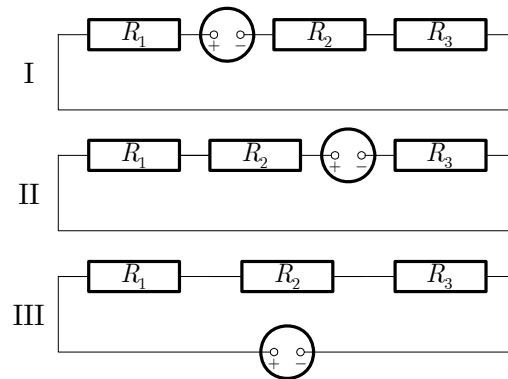 I R₁ + − R₂ R₃
II R₁ R₂ + − R₃
III R₁ R₂ R₃
+ −